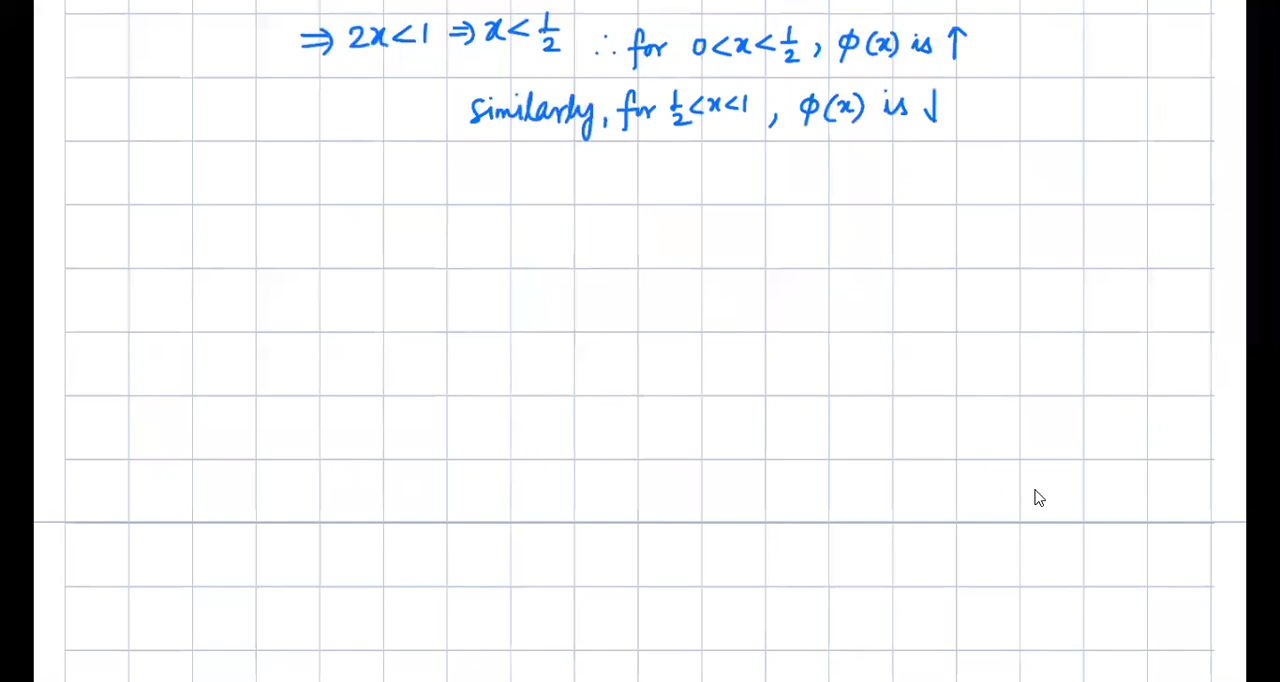 ⇒ 2x<1 ⇒ x< 1/2 ∴ for 0<x<1/2, φ(x) is ↑
Similarly, for 1/2<x<1, φ(x) is ↓